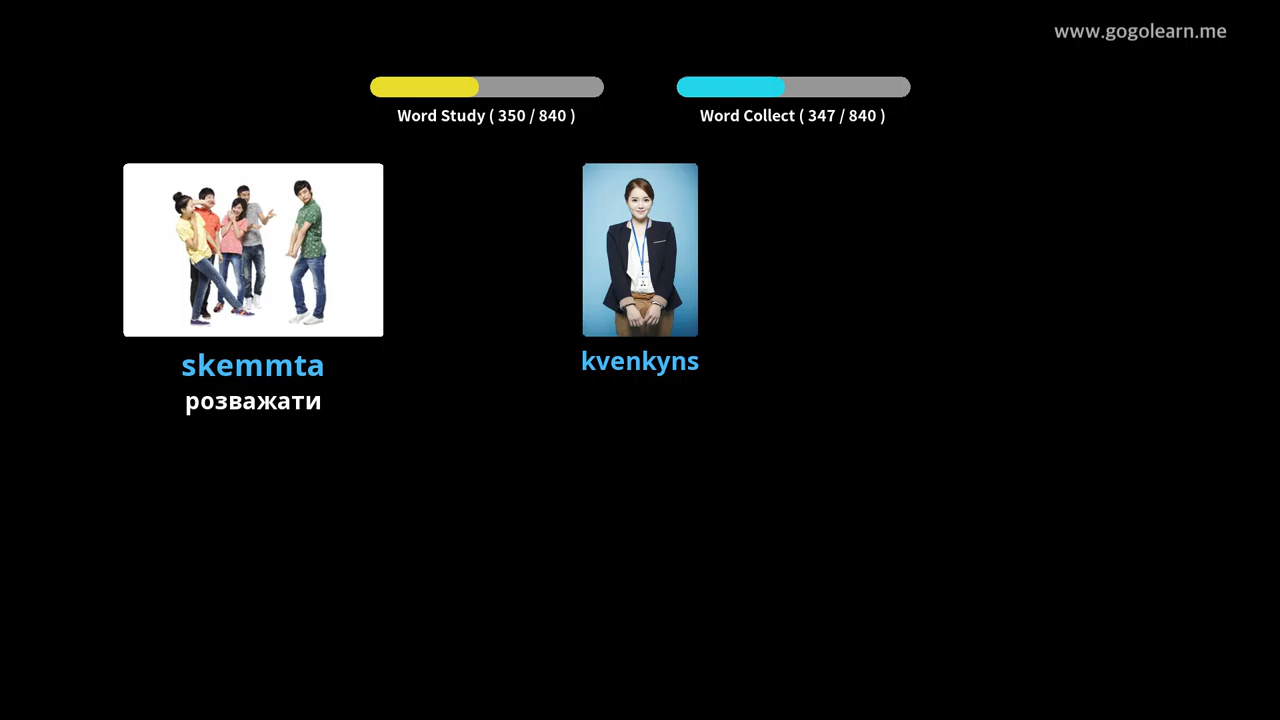 www.gogolearn.me
Word Study ( 350 / 840 )
Word Collect ( 347 / 840 )
skemmta
розважати
kvenkyns